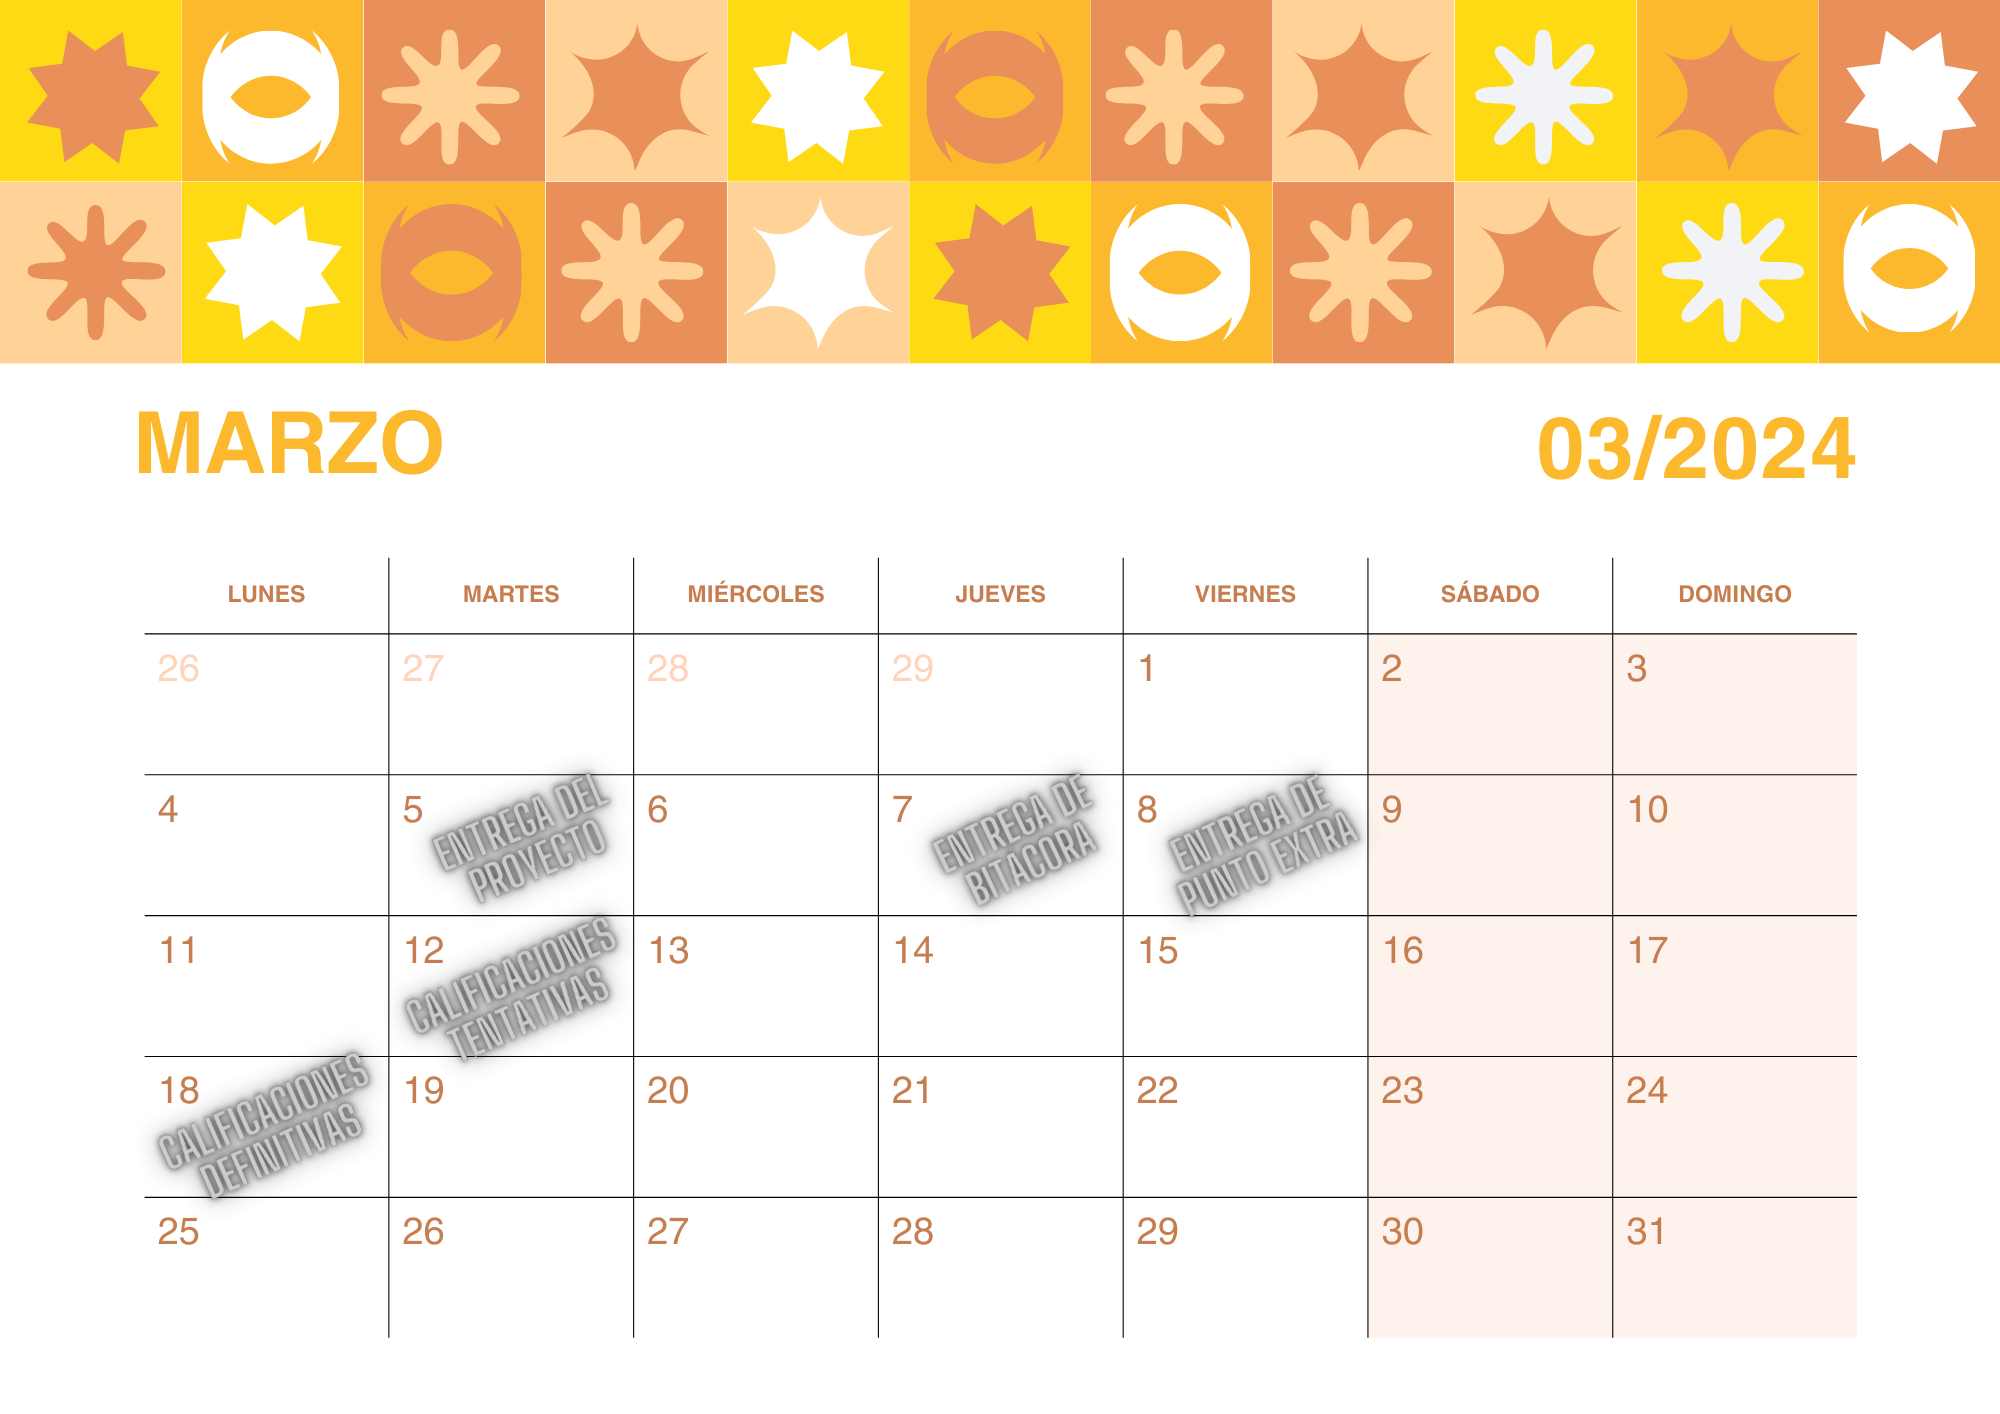 MARZO
03/2024
LUNES MARTES MIÉRCOLES JUEVES VIERNES SÁBADO DOMINGO
26 27 28 29 1 2 3
4 5 6 7 8 9 10
ENTREGA DEL
PROYECTO
ENTREGA DE
BITACORA
ENTREGA DE
PUNTO EXTRA
11 12 13 14 15 16 17
CALIFICACIONES
TENTATIVAS
18 19 20 21 22 23 24
CALIFICACIONES
DEFINITIVAS
25 26 27 28 29 30 31